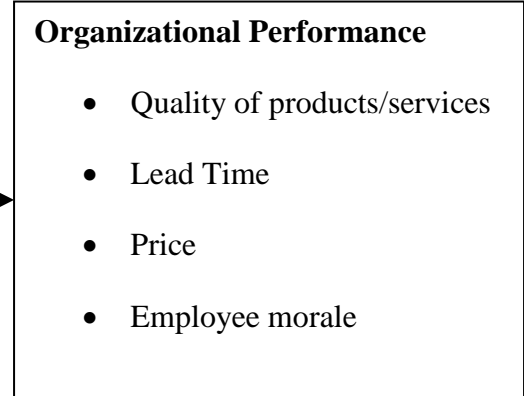 Organizational Performance
• Quality of products/services
• Lead Time
• Price
• Employee morale